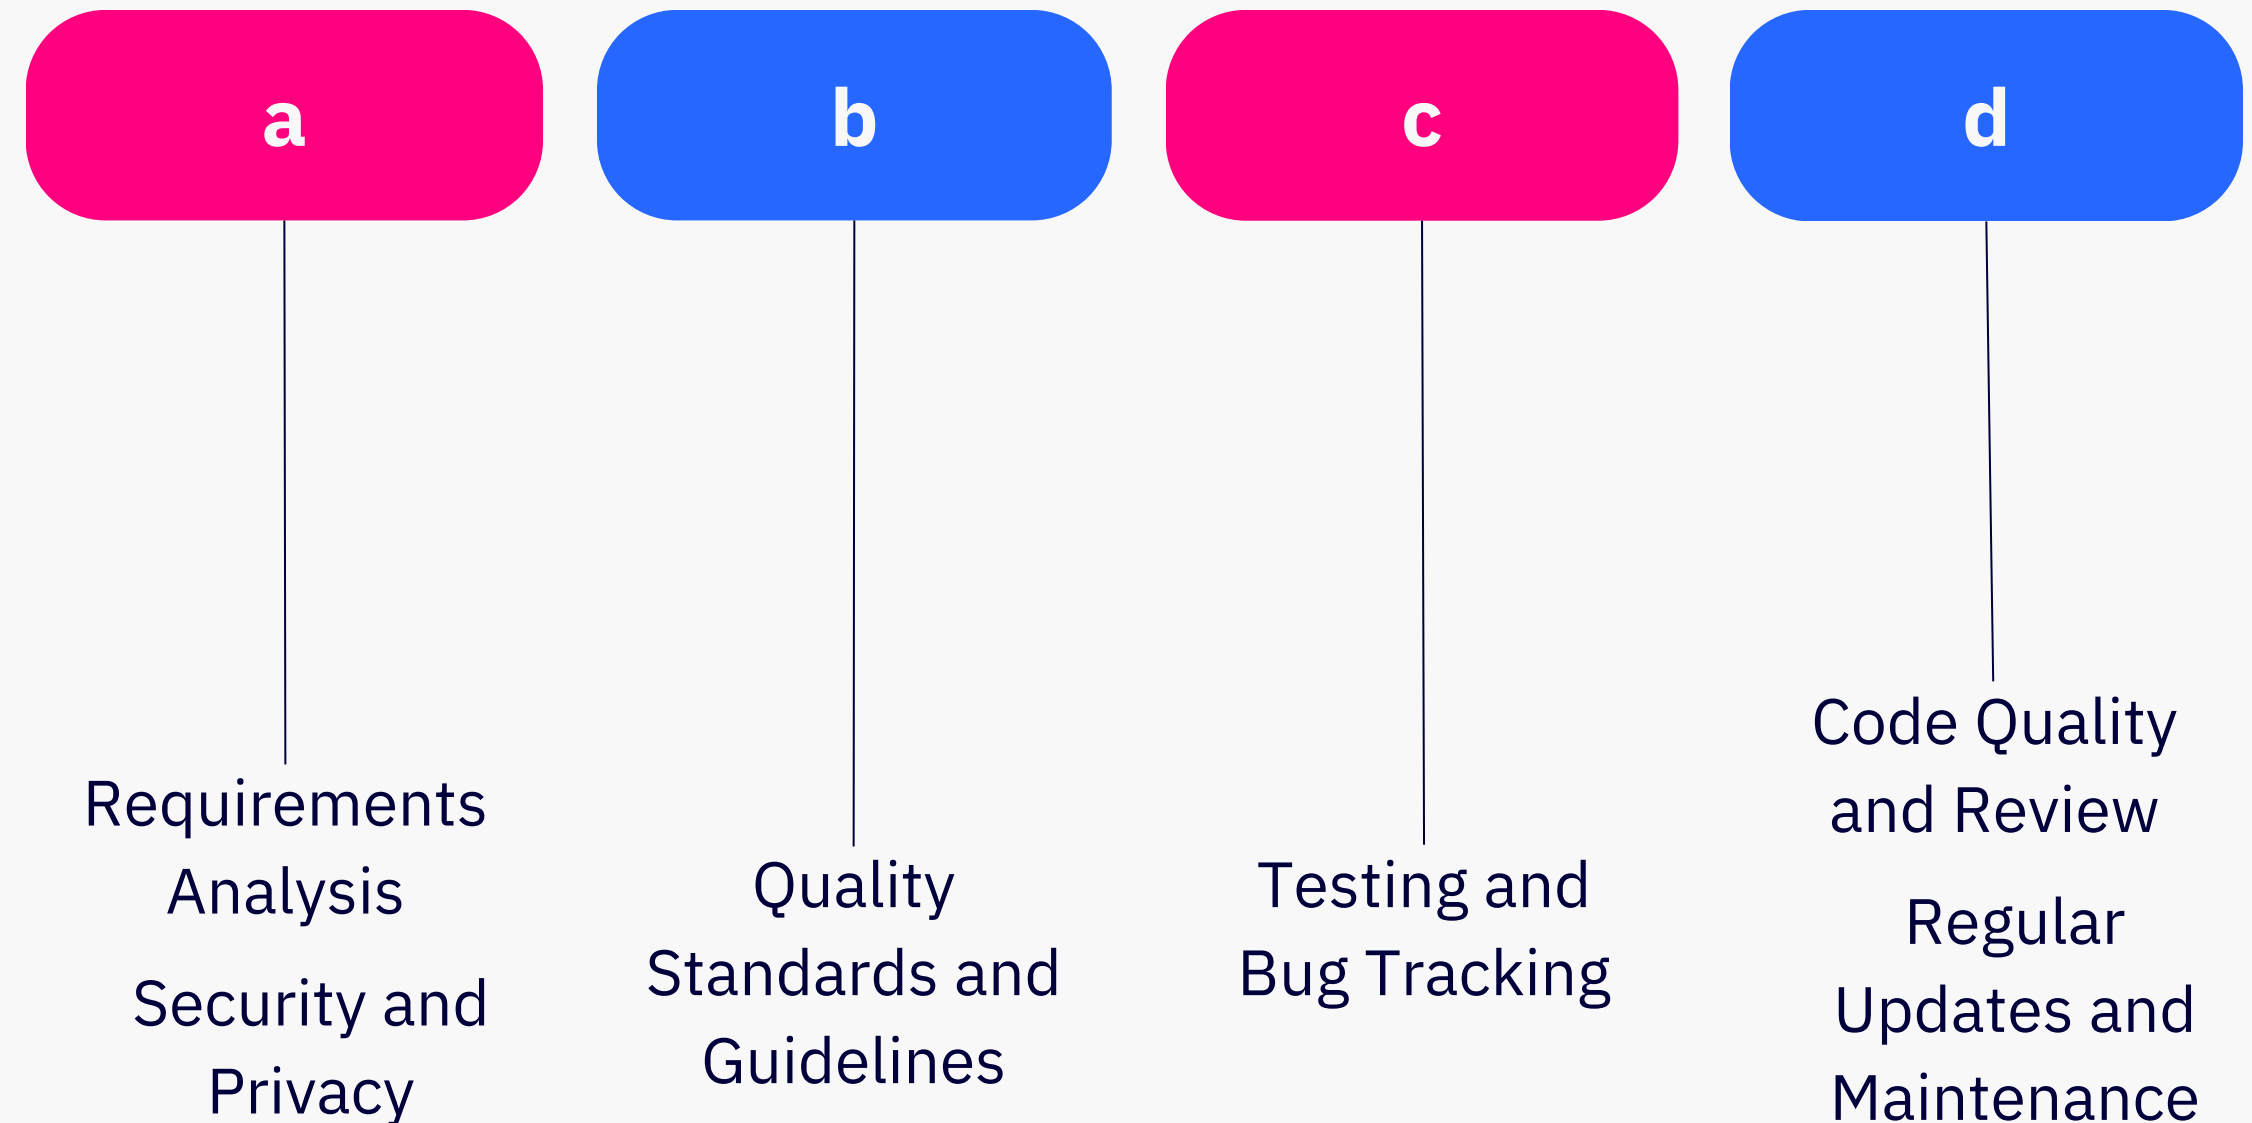 a
b
c
d
Requirements
Analysis
Security and
Privacy
Quality
Standards and
Guidelines
Testing and
Bug Tracking
Code Quality
and Review
Regular
Updates and
Maintenance